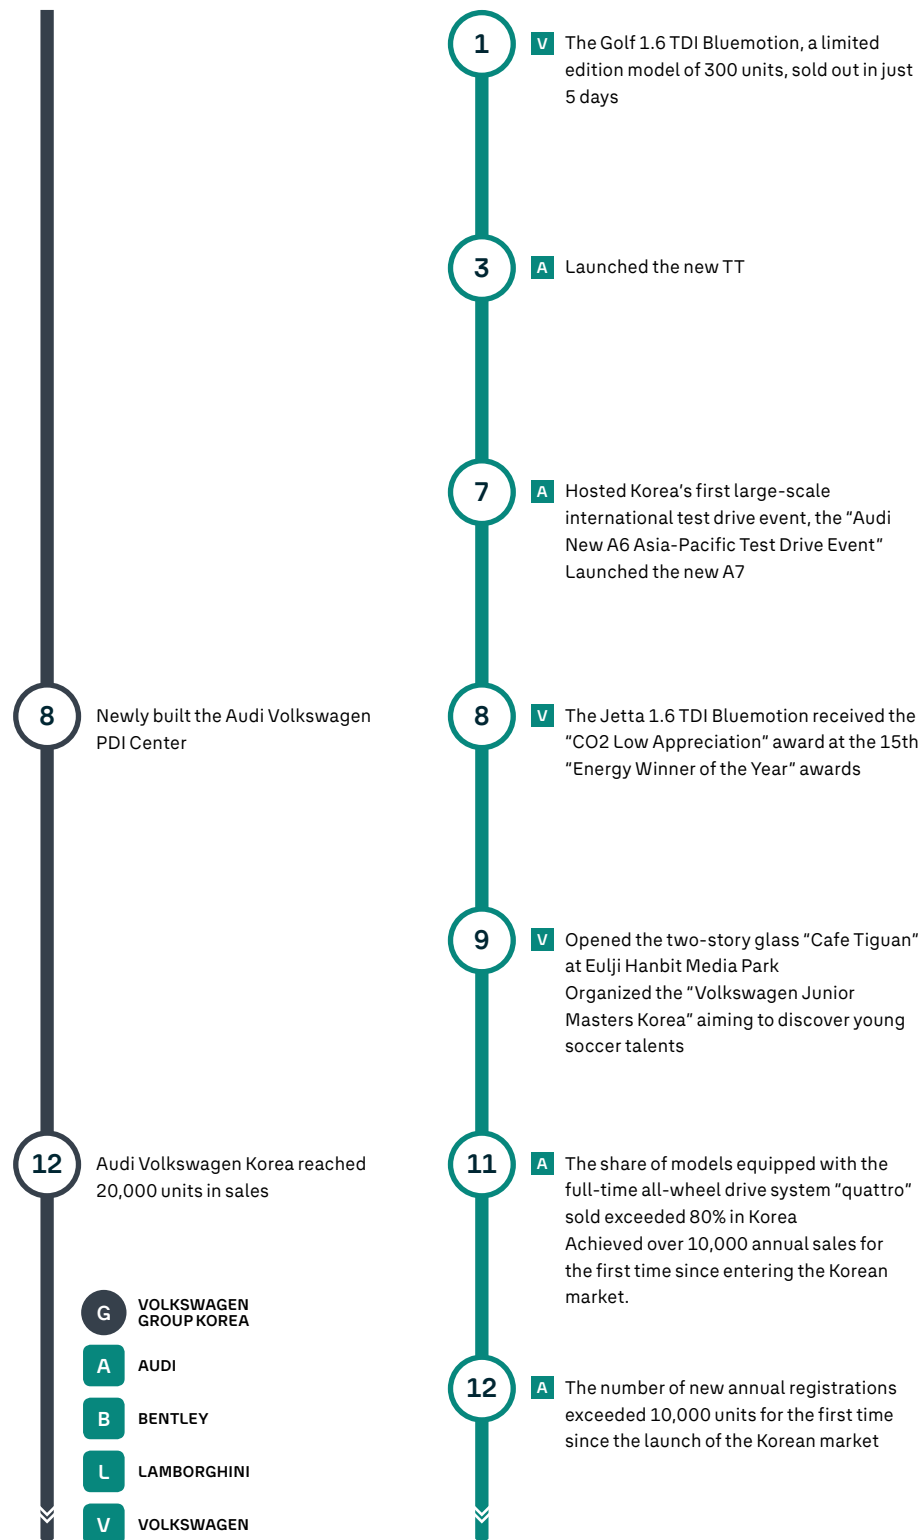 8
Newly built the Audi Volkswagen
PDI Center
12
Audi Volkswagen Korea reached
20,000 units in sales
G
VOLKSWAGEN
GROUP KOREA
A
AUDI
B
BENTLEY
L
LAMBORGHINI
V
VOLKSWAGEN
1
V
The Golf 1.6 TDI Bluemotion, a limited
edition model of 300 units, sold out in just
5 days
3
A
Launched the new TT
7
A
Hosted Korea's first large-scale
international test drive event, the "Audi
New A6 Asia-Pacific Test Drive Event"
Launched the new A7
8
V
The Jetta 1.6 TDI Bluemotion received the
"CO2 Low Appreciation" award at the 15th
"Energy Winner of the Year" awards
9
V
Opened the two-story glass "Cafe Tiguan"
at Eulji Hanbit Media Park
Organized the "Volkswagen Junior
Masters Korea" aiming to discover young
soccer talents
11
A
The share of models equipped with the
full-time all-wheel drive system "quattro"
sold exceeded 80% in Korea
Achieved over 10,000 annual sales for
the first time since entering the Korean
market.
12
A
The number of new annual registrations
exceeded 10,000 units for the first time
since the launch of the Korean market